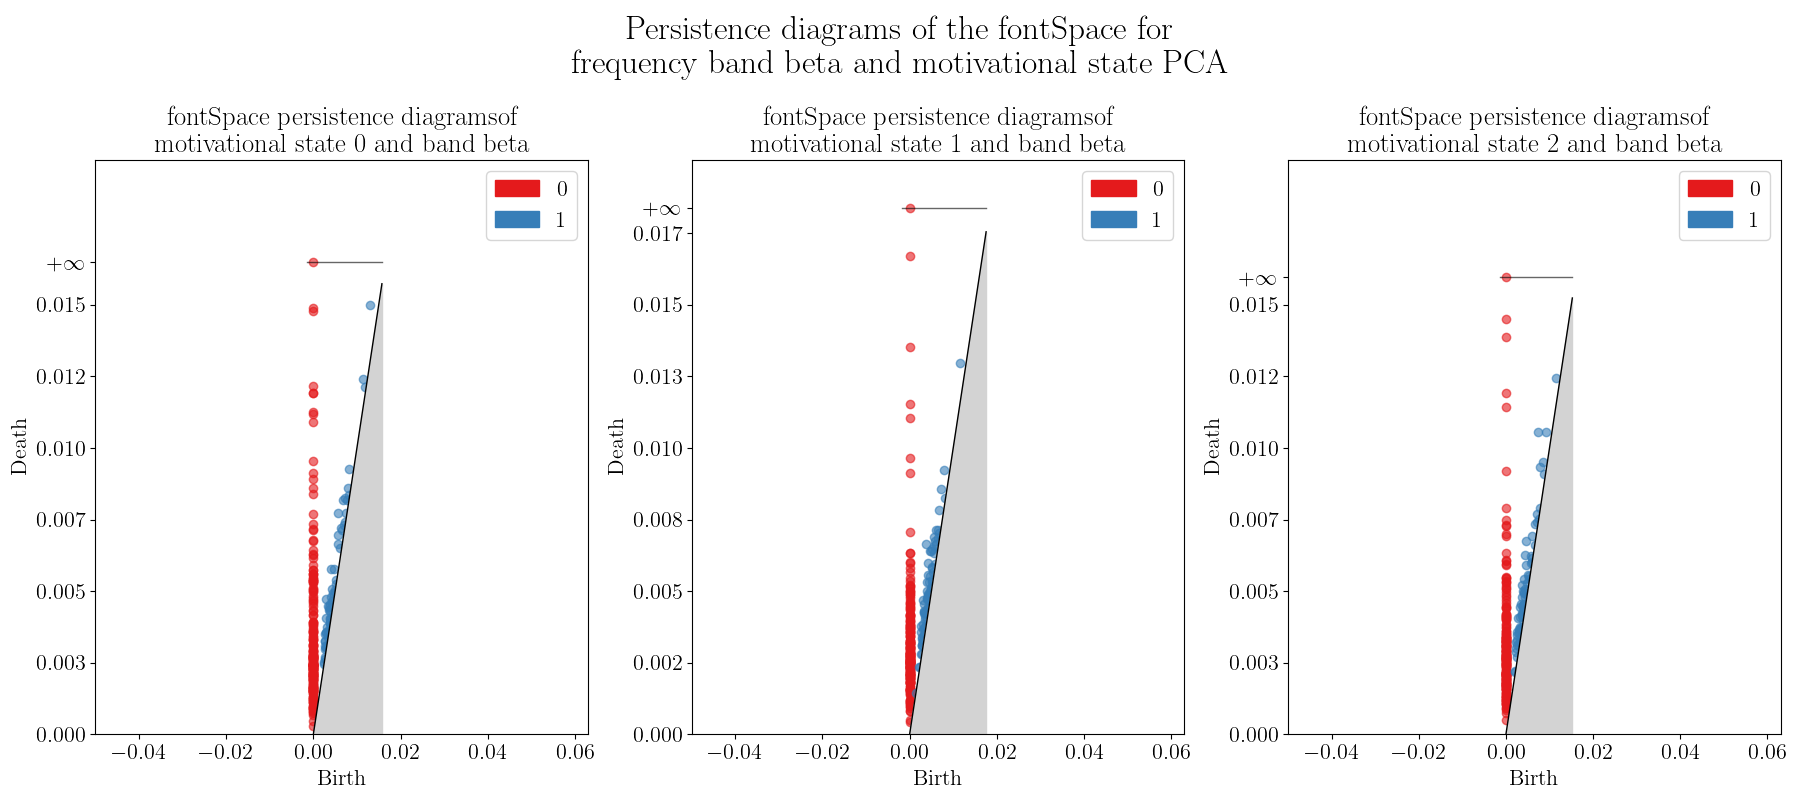 Persistence diagrams of the fontSpace for
frequency band beta and motivational state PCA
fontSpace persistence diagramsof
motivational state 0 and band beta
0
1
+∞
0.015
0.012
0.010
0.007
0.005
0.003
0.000
Death
−0.04 −0.02 0.00 0.02 0.04 0.06
Birth
fontSpace persistence diagramsof
motivational state 1 and band beta
0
1
+∞
0.017
0.015
0.013
0.010
0.008
0.005
0.002
0.000
Death
−0.04 −0.02 0.00 0.02 0.04 0.06
Birth
fontSpace persistence diagramsof
motivational state 2 and band beta
0
1
+∞
0.015
0.012
0.010
0.007
0.005
0.003
0.000
Death
−0.04 −0.02 0.00 0.02 0.04 0.06
Birth